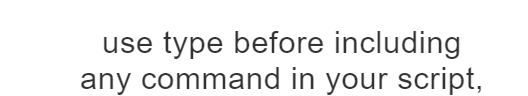 use type before including
any command in your script,